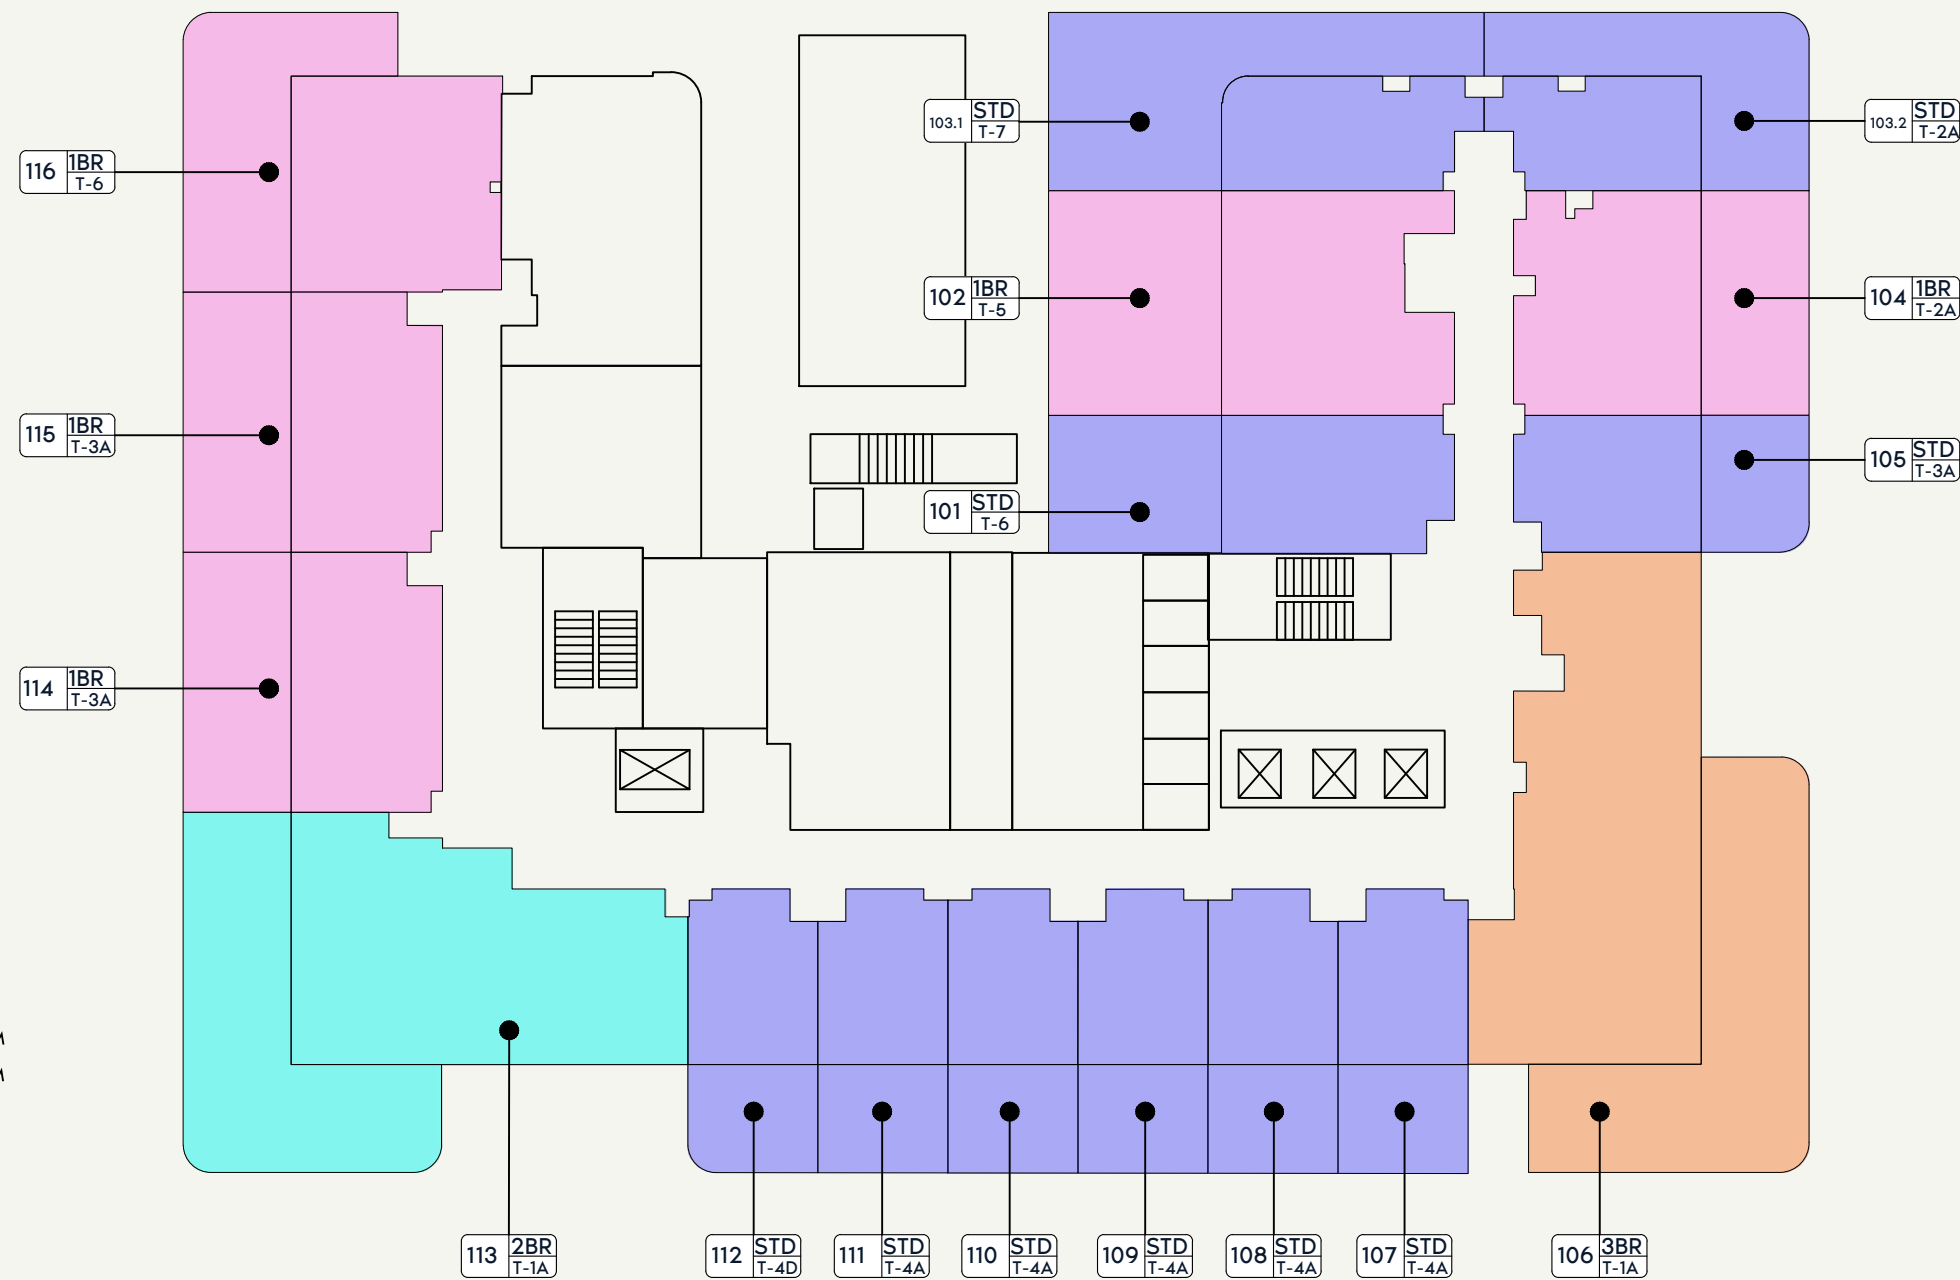 103.1 STD T-7
103.2 STD T-2A
116 1BR T-6
102 1BR T-5
104 1BR T-2A
115 1BR T-3A
105 STD T-3A
101 STD T-6
114 1BR T-3A
113 2BR T-1A
112 STD T-4D
111 STD T-4A
110 STD T-4A
109 STD T-4A
108 STD T-4A
107 STD T-4A
106 3BR T-1A